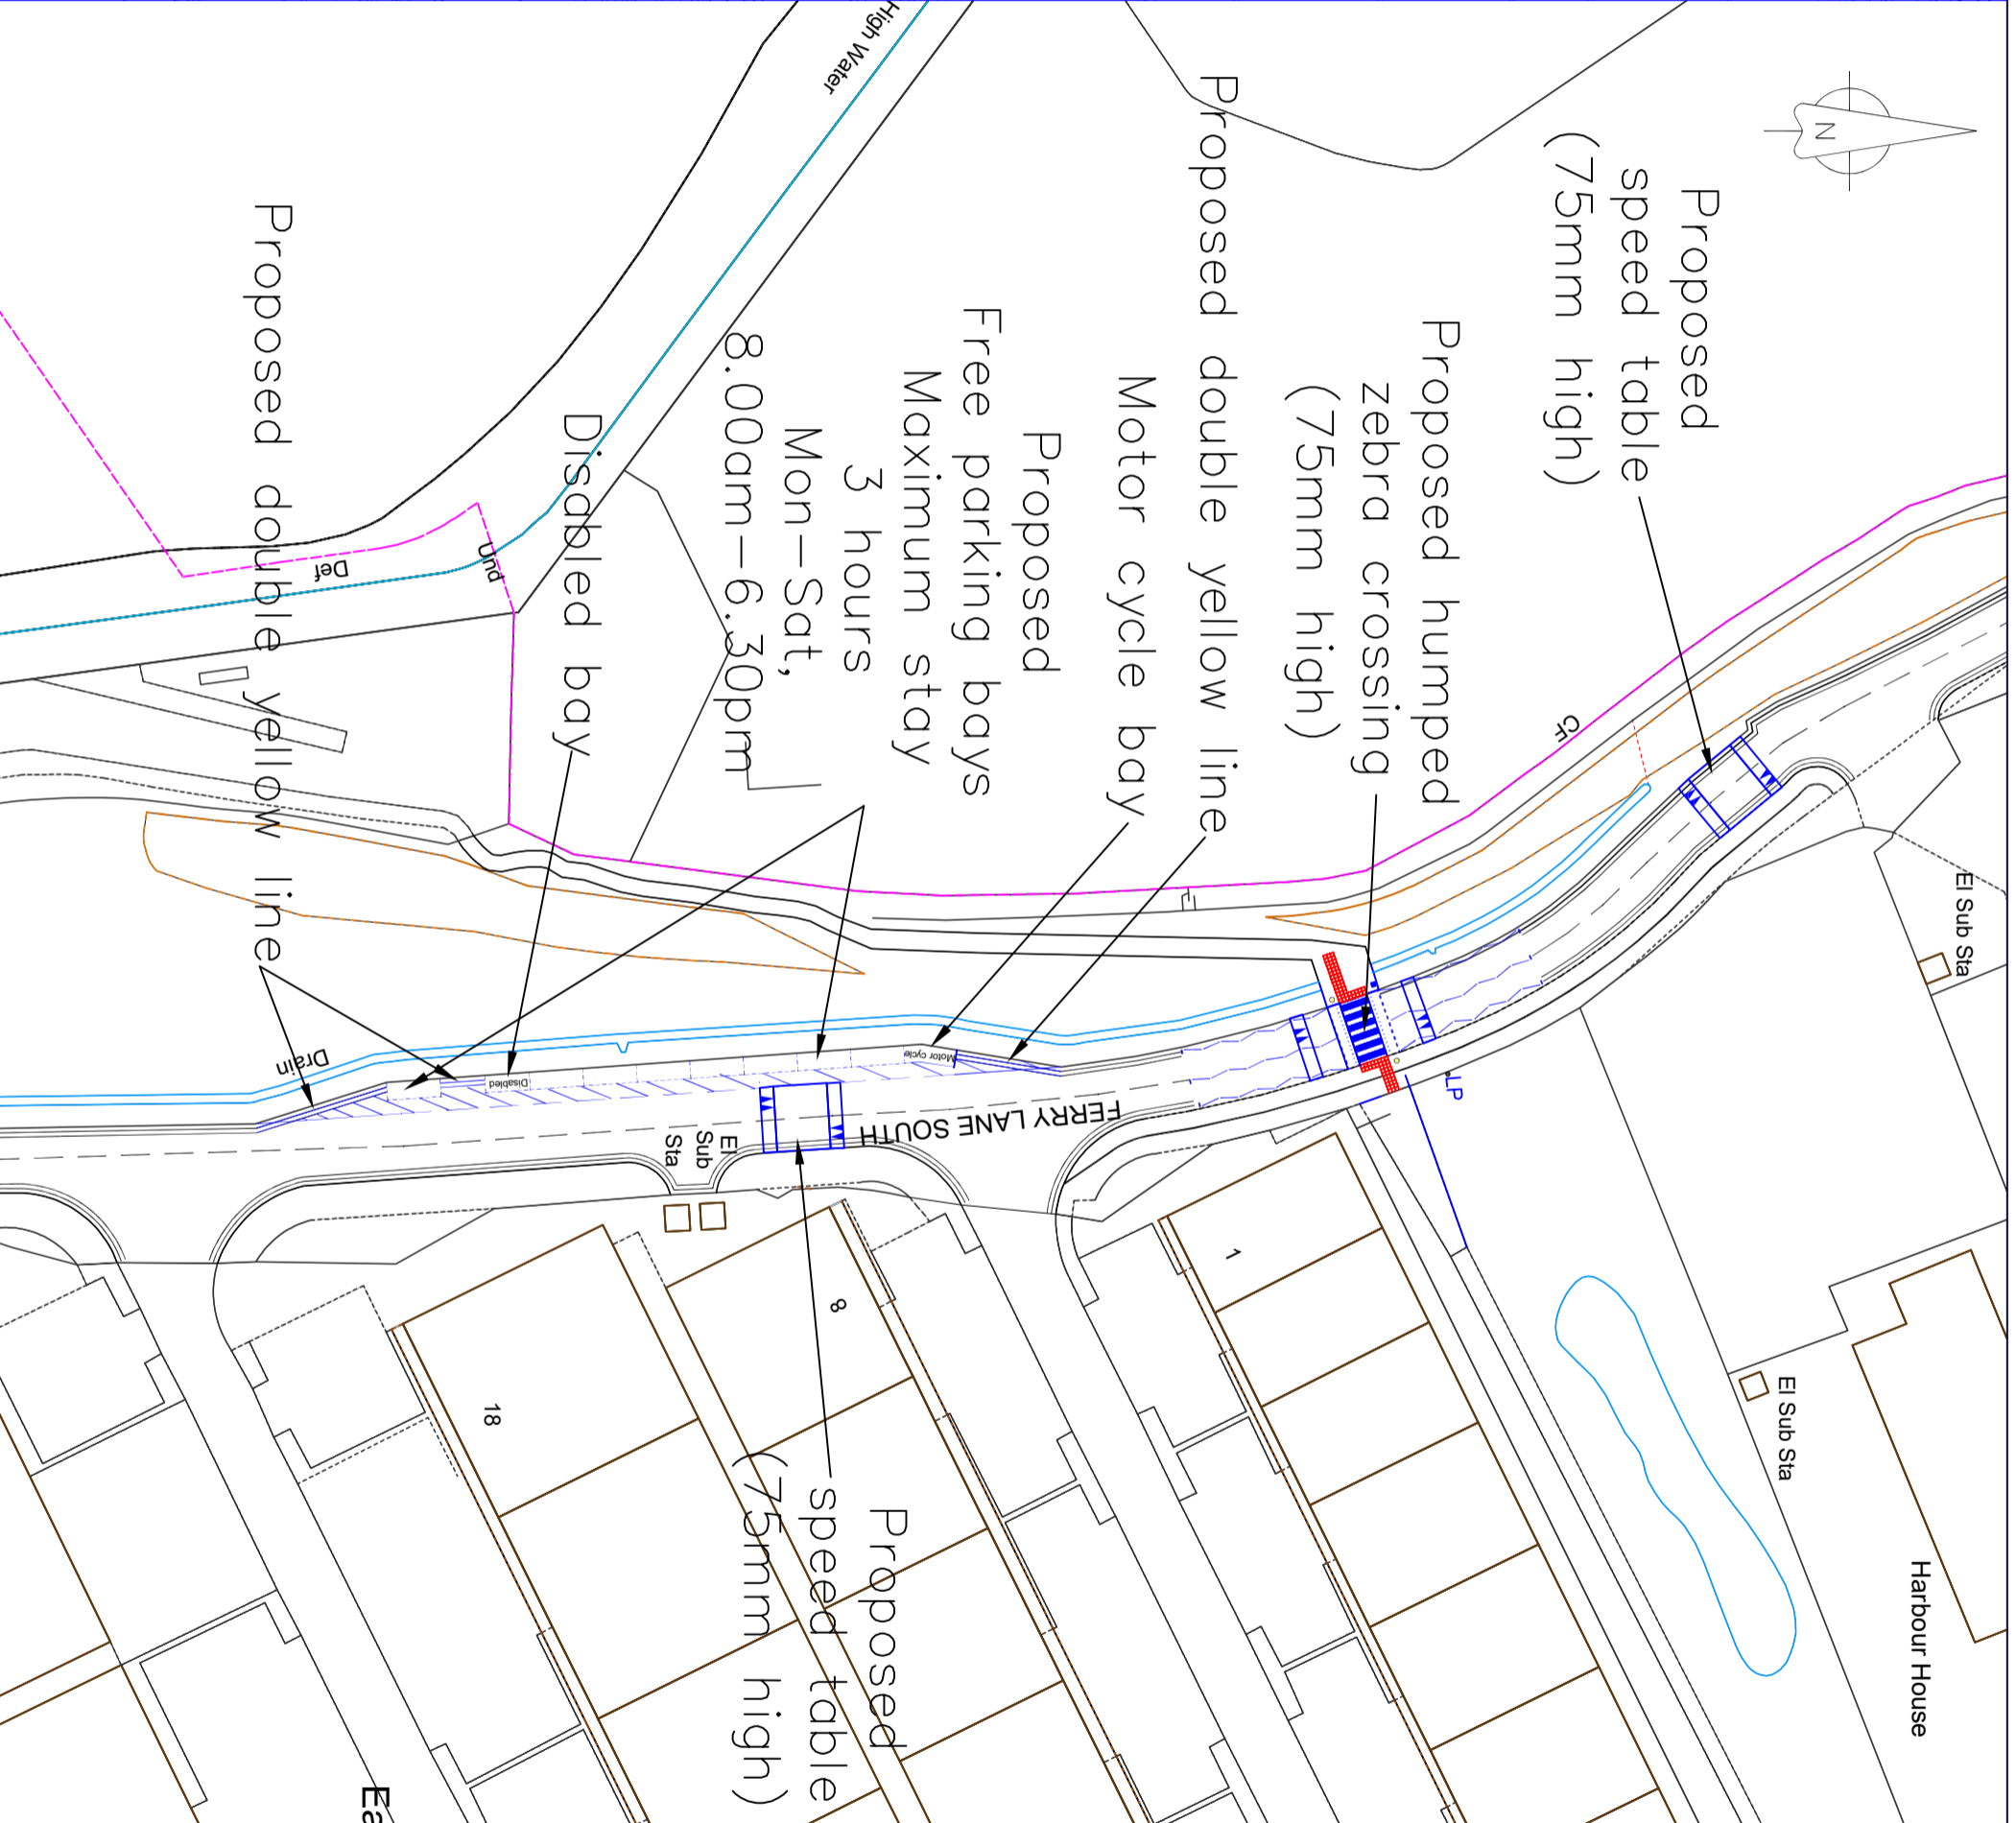 High Water
N
Proposed
speed table
(75mm high)
Proposed humped
zebra crossing
(75mm high)
Proposed double yellow line
Motor cycle bay
Proposed
Free parking bays
Maximum stay
3 hours
Mon-Sat,
8.00am-6.30pm
Disabled bay
Proposed double yellow line
Def
Und
CF
El Sub Sta
Drain
Disabled
Motor cycle
LP
FERRY LANE SOUTH
El
Sub
Sta
1
8
18
El Sub Sta
Harbour House
Proposed
speed table
(75mm high)
Ea